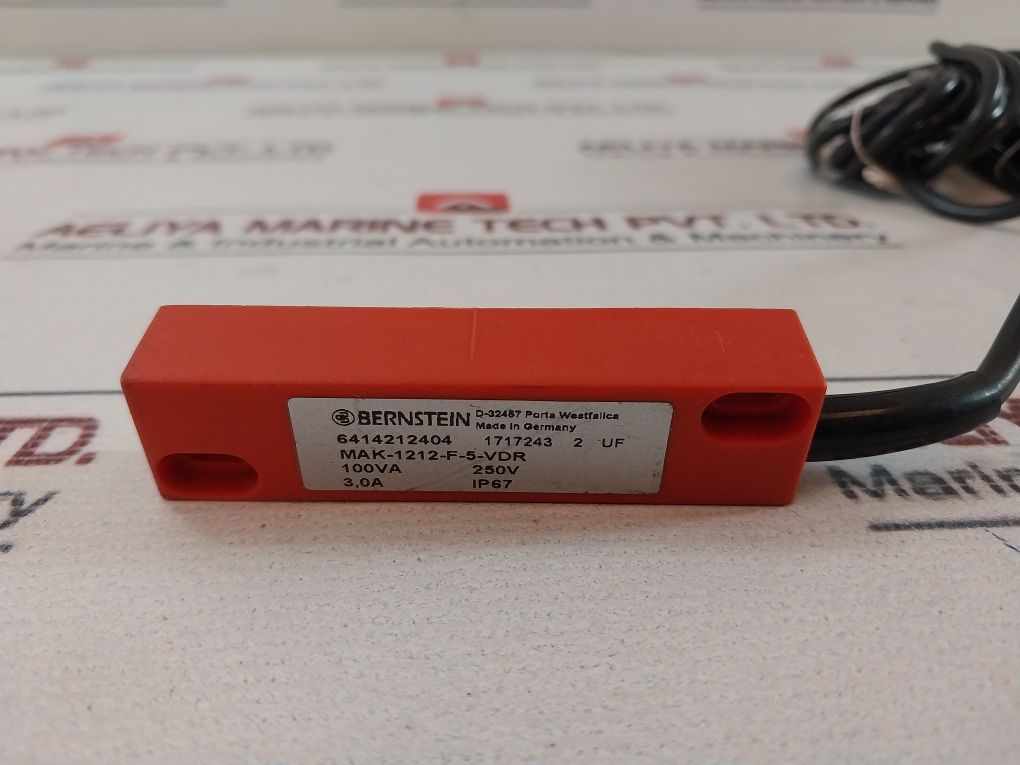 AELIYA MARINE TECH PVT. LTD.
Marine & Industrial Automation & Machinery
BERNSTEIN D-32457 Porta Westfalica
Made in Germany
6414212404 1717243 2 UF
MAK-1212-F-5-VDR
100VA 250V
3,0A IP67
TD.